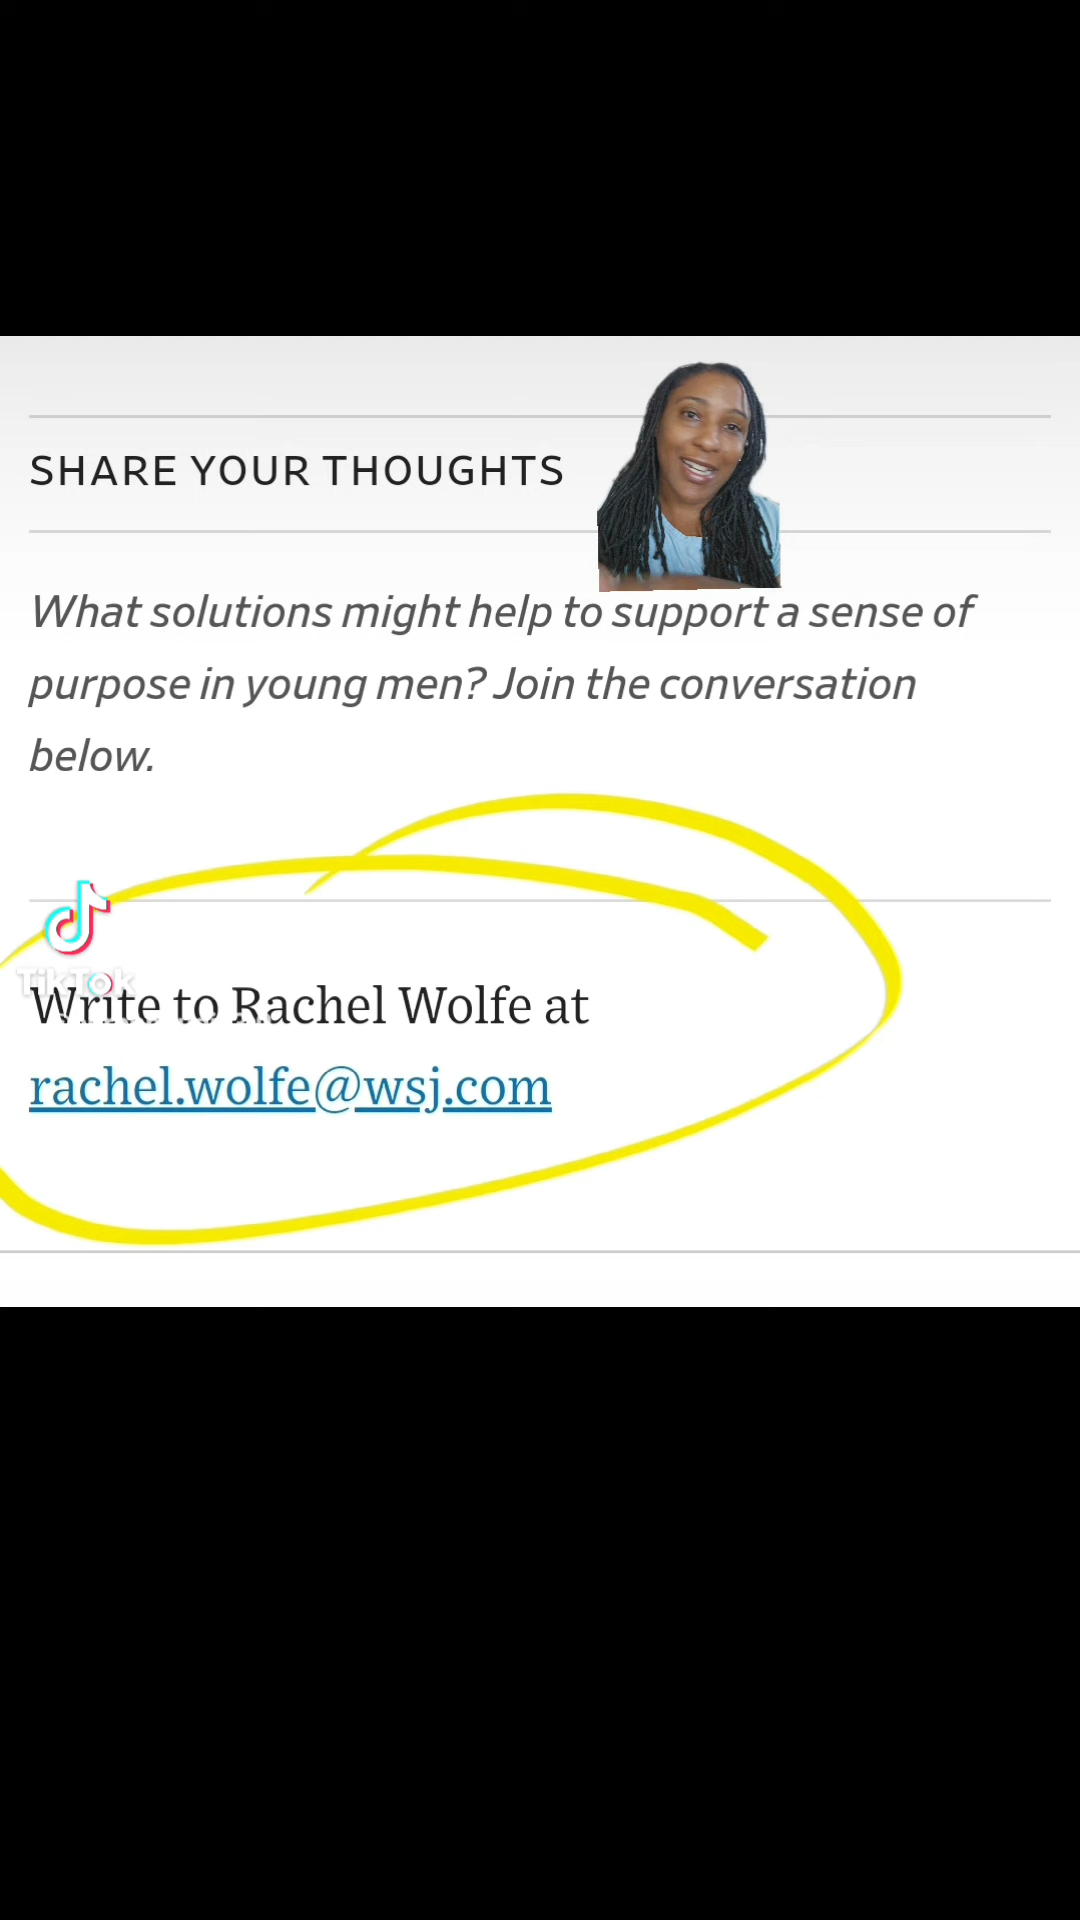 SHARE YOUR THOUGHTS
What solutions might help to support a sense of
purpose in young men? Join the conversation
below.
TikTok
Write to Rachel Wolfe at
rachel.wolfe@wsj.com